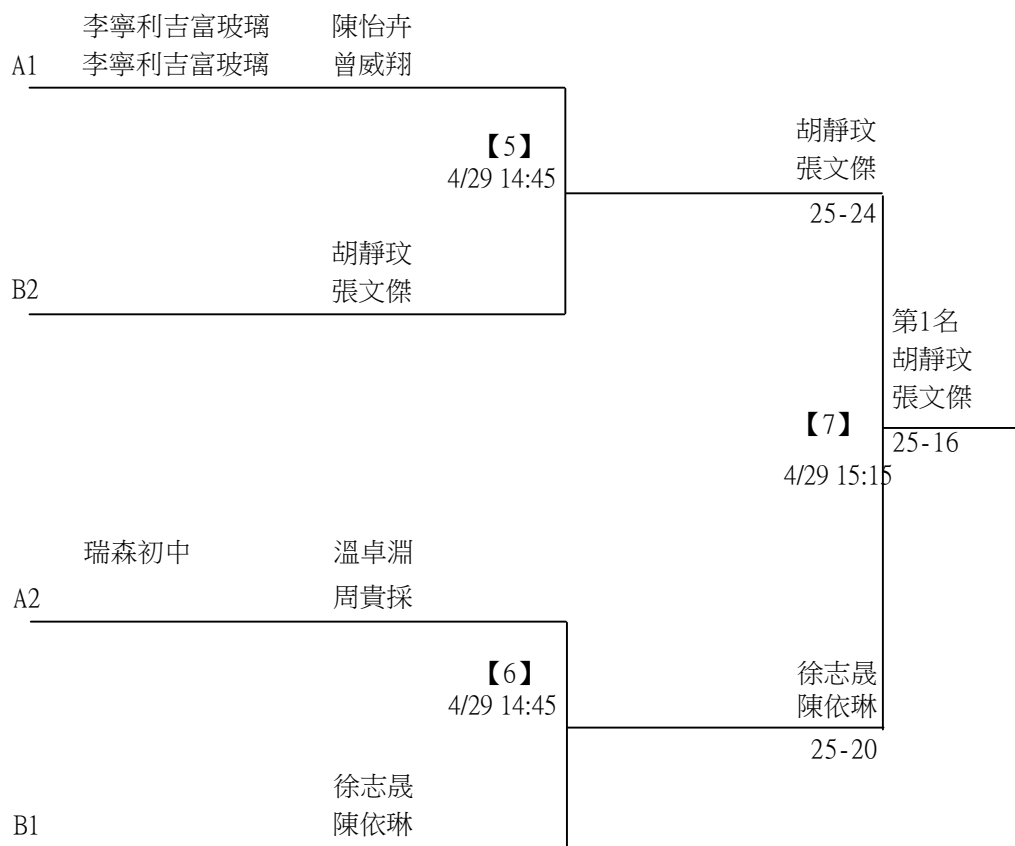 李寧利吉富玻璃 陳怡卉
A1 李寧利吉富玻璃 曾威翔
【5】
4/29 14:45
胡靜玟
張文傑
25-24
胡靜玟
B2 張文傑
第1名
胡靜玟
張文傑
【7】
25-16
4/29 15:15
瑞森初中 溫卓淵
A2 周貴採
【6】
4/29 14:45
徐志晟
陳依琳
25-20
徐志晟
B1 陳依琳